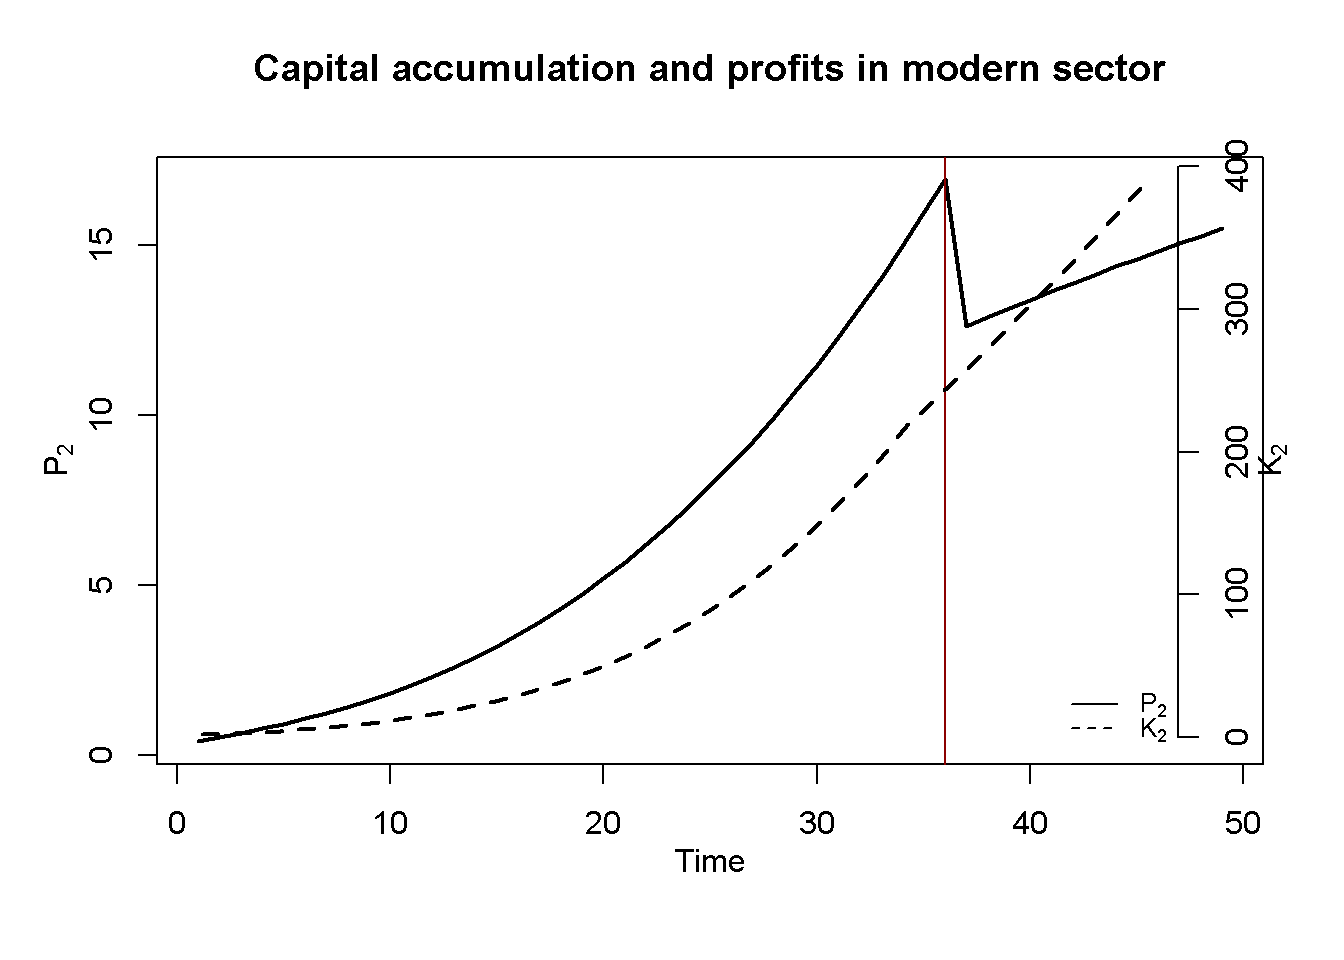 Capital accumulation and profits in modern sector
15
10
5
0
P₂
400
300
200
100
0
K₂
P₂
K₂
0 10 20 30 40 50
Time